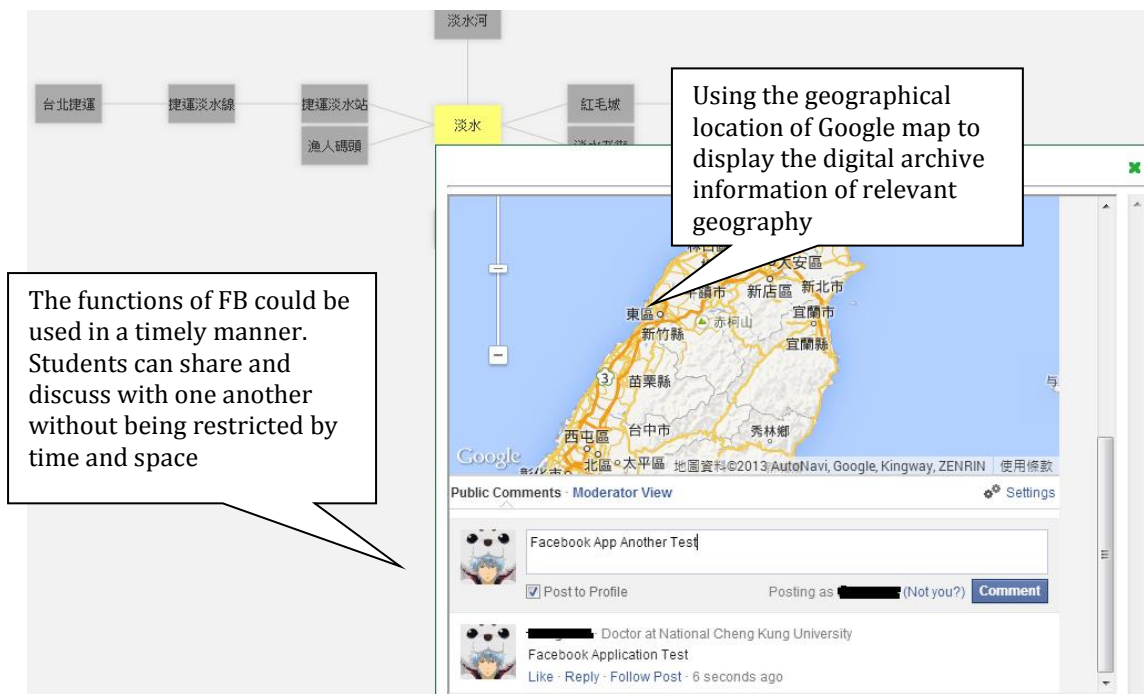 淡水河
台北捷運
捷運淡水線
捷運淡水站
漁人碼頭
淡水
紅毛城
Using the geographical
location of Google map to
display the digital archive
information of relevant
geography
The functions of FB could be
used in a timely manner.
Students can share and
discuss with one another
without being restricted by
time and space
大安區
新店區
新北市
東區
赤柯山
宜蘭市
新竹縣
宜蘭縣
3
苗栗縣
西屯區
台中市
秀林鄉
Google
北區
太平區
地圖資料©2013 AutoNavi, Google, Kingway, ZENRIN
使用條款
Public Comments · Moderator View
Settings
Facebook App Another Test
Post to Profile
Posting as
(Not you?)
Comment
· Doctor at National Cheng Kung University
Facebook Application Test
Like · Reply · Follow Post · 6 seconds ago